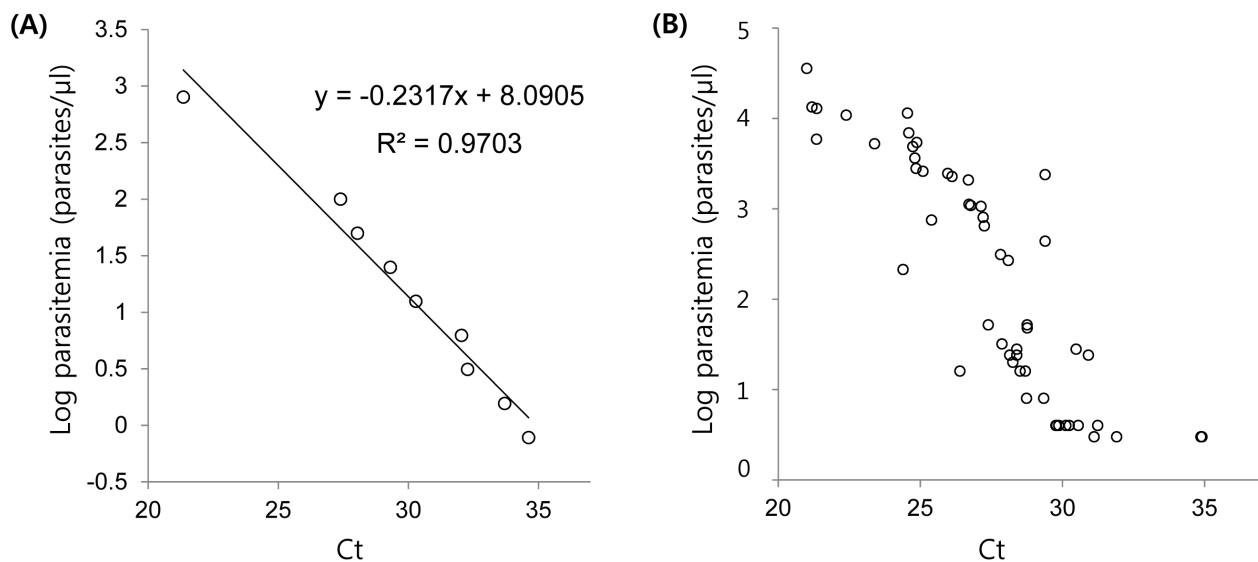 (A)
Log parasitemia (parasites/µl)
3.5
3
2.5
2
1.5
1
0.5
0
-0.5
y = -0.2317x + 8.0905
R² = 0.9703
20
25
30
35
Ct
(B)
Log parasitemia (parasites/µl)
5
4
3
2
1
0
20
25
30
35
Ct